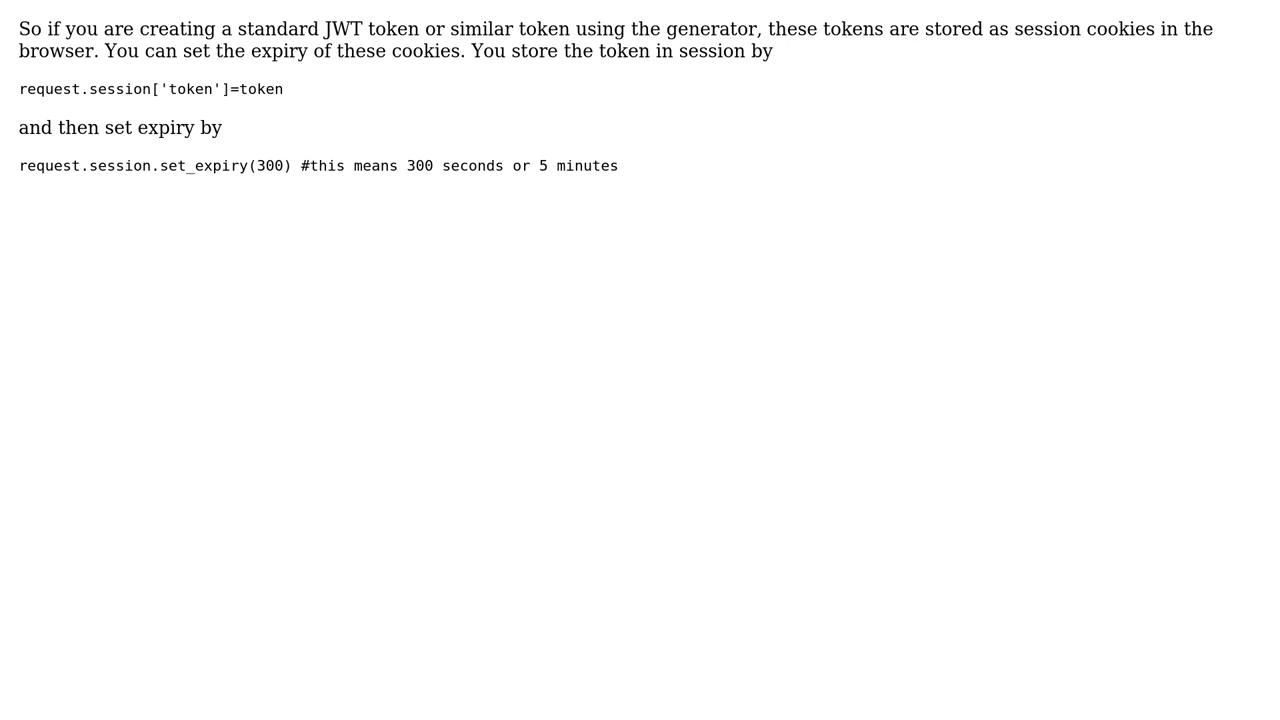 So if you are creating a standard JWT token or similar token using the generator, these tokens are stored as session cookies in the
browser. You can set the expiry of these cookies. You store the token in session by
request.session['token']=token
and then set expiry by
request.session.set_expiry(300) #this means 300 seconds or 5 minutes